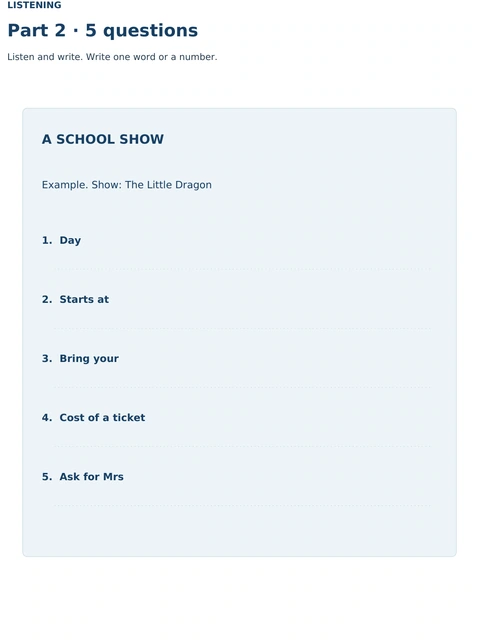 LISTENING
Part 2 · 5 questions
Listen and write. Write one word or a number.
A SCHOOL SHOW
Example. Show: The Little Dragon
1. Day
2. Starts at
3. Bring your
4. Cost of a ticket
5. Ask for Mrs